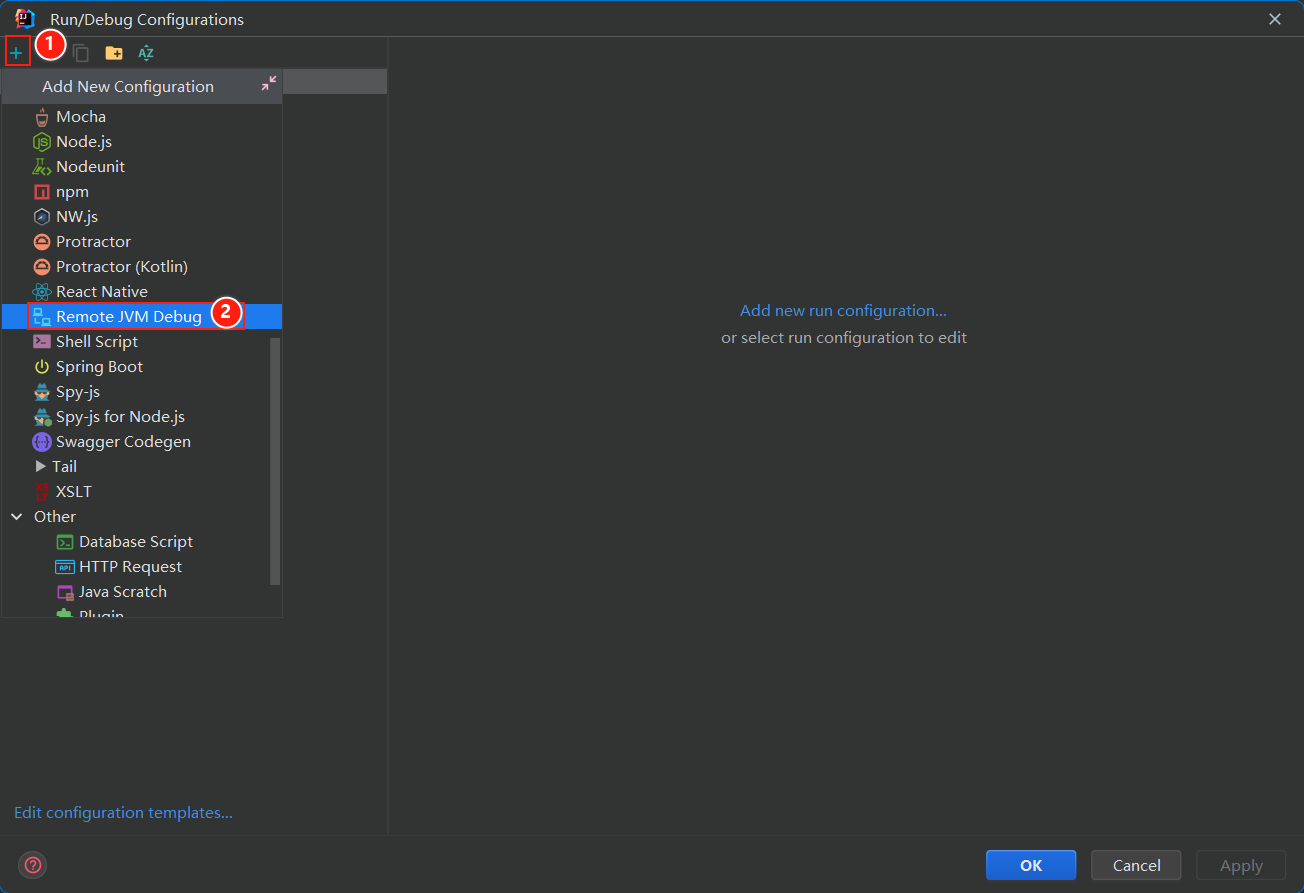 Run/Debug Configurations
1
Add New Configuration
Mocha
Node.js
Nodeunit
npm
NW.js
Protractor
Protractor (Kotlin)
React Native
Remote JVM Debug
2
Shell Script
Spring Boot
Spy-js
Spy-js for Node.js
Swagger Codegen
Tail
XSLT
Other
Database Script
HTTP Request
Java Scratch
Plugin
Add new run configuration...
or select run configuration to edit
Edit configuration templates...
OK
Cancel
Apply